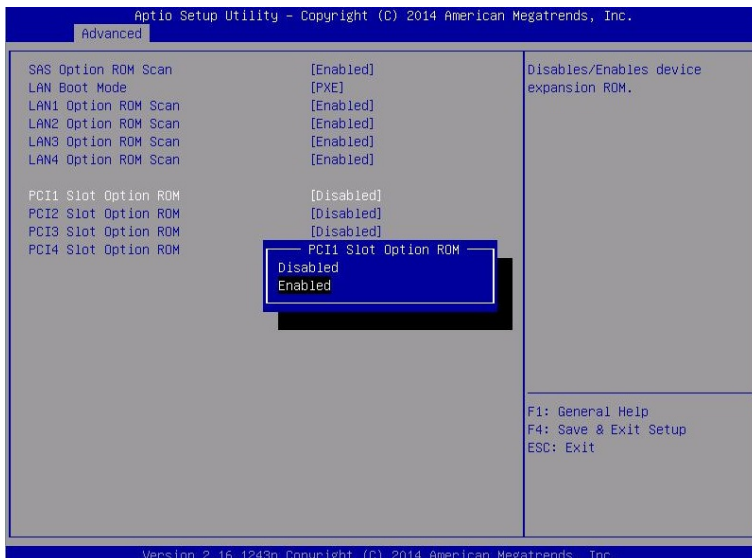 Aptio Setup Utility – Copyright (C) 2014 American Megatrends, Inc.
Advanced
SAS Option ROM Scan [Enabled]
LAN Boot Mode [PXE]
LAN1 Option ROM Scan [Enabled]
LAN2 Option ROM Scan [Enabled]
LAN3 Option ROM Scan [Enabled]
LAN4 Option ROM Scan [Enabled]
PCI1 Slot Option ROM [Disabled]
PCI2 Slot Option ROM [Disabled]
PCI3 Slot Option ROM [Disabled]
PCI4 Slot Option ROM
PCI1 Slot Option ROM
Disabled
Enabled
Disables/Enables device
expansion ROM.
F1: General Help
F4: Save & Exit Setup
ESC: Exit
Version 2.16.1243n Copyright (C) 2014 American Megatrends, Inc.